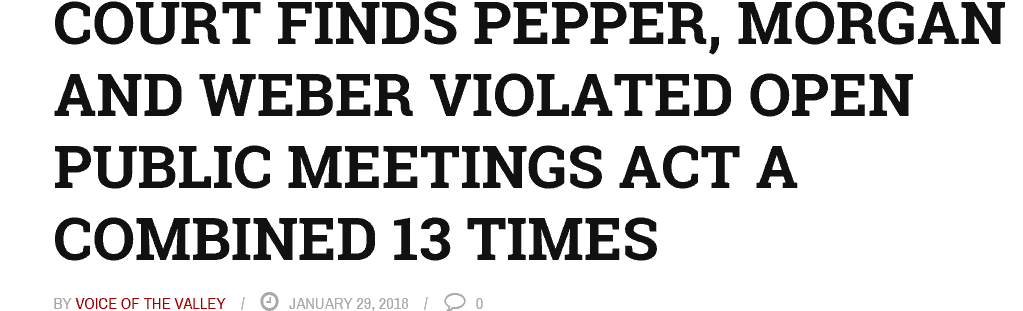 COURT FINDS PEPPER, MORGAN
AND WEBER VIOLATED OPEN
PUBLIC MEETINGS ACT A
COMBINED 13 TIMES
BY VOICE OF THE VALLEY / JANUARY 29, 2018 / 0